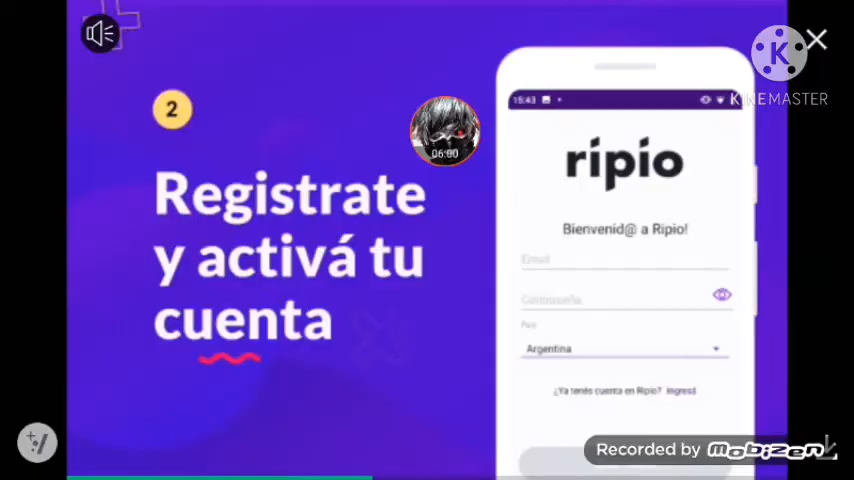 2
Registrate
y activá tu
cuenta
06:00
15:43
ripio
Bienvenid@ a Ripio!
Email
Contraseña
País
Argentina
¿Ya tenés cuenta en Ripio? Ingresá
K
KINEMASTER
Recorded by Mobizen